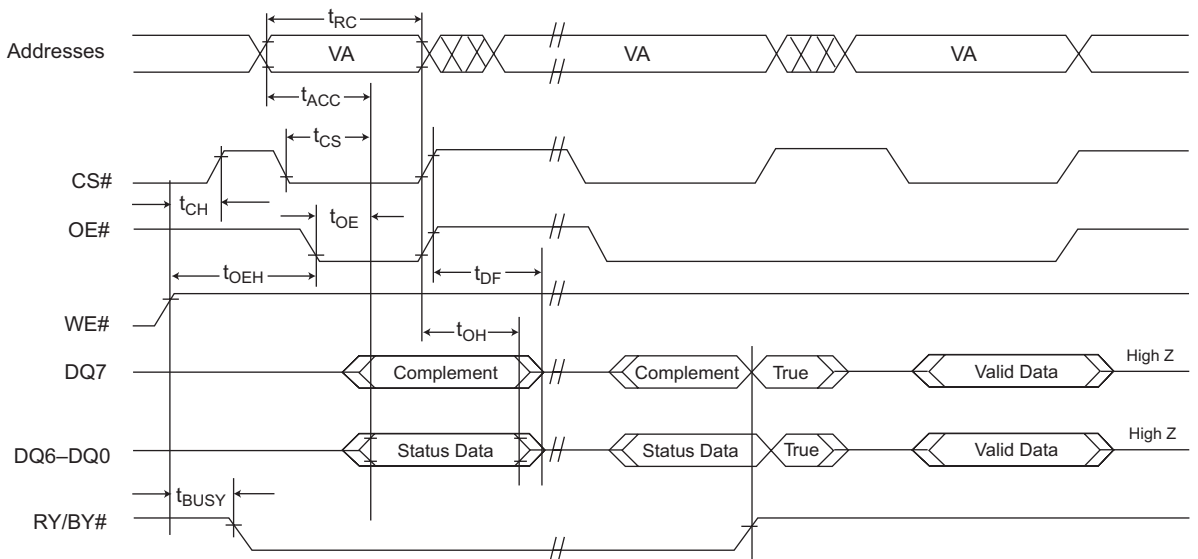 tRC
Addresses VA VA VA
tACC
tCS
CS#
tCH
tOE
OE#
tOEH
tDF
WE#
tOH
DQ7 Complement Complement True Valid Data High Z
DQ6–DQ0 Status Data Status Data True Valid Data High Z
tBUSY
RY/BY#